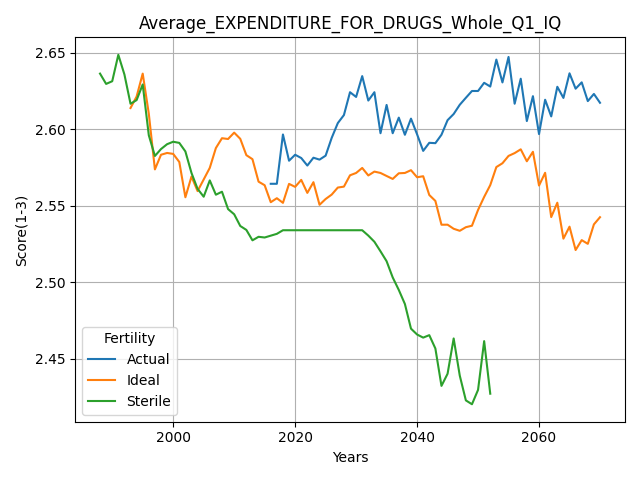 Average_EXPENDITURE_FOR_DRUGS_Whole_Q1_IQ
2.65
2.60
2.55
2.50
2.45
Score(1-3)
Fertility
Actual
Ideal
Sterile
2000 2020 2040 2060
Years